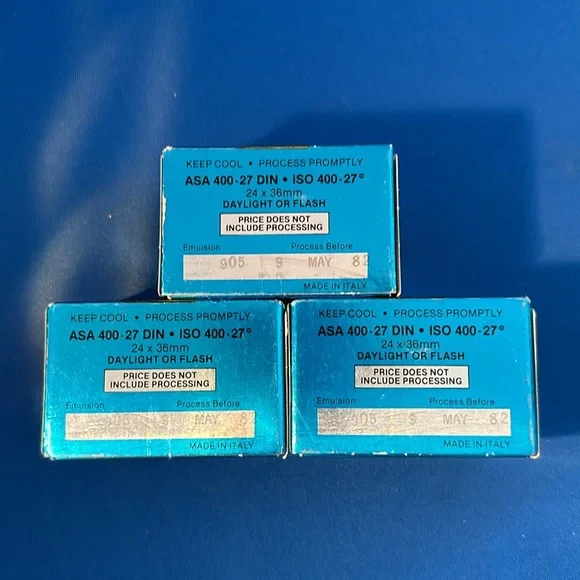 KEEP COOL • PROCESS PROMPTLY
ASA 400-27 DIN • ISO 400-27°
24 x 36mm
DAYLIGHT OR FLASH
PRICE DOES NOT
INCLUDE PROCESSING
Emulsion Process Before
905 9 MAY 82
MADE IN ITALY
KEEP COOL • PROCESS PROMPTLY
ASA 400-27 DIN • ISO 400-27°
24 x 36mm
DAYLIGHT OR FLASH
PRICE DOES NOT
INCLUDE PROCESSING
Emulsion Process Before
MAY
MADE IN ITALY
KEEP COOL • PROCESS PROMPTLY
ASA 400-27 DIN • ISO 400-27°
24 x 36mm
DAYLIGHT OR FLASH
PRICE DOES NOT
INCLUDE PROCESSING
Emulsion Process Before
905 9 MAY 82
MADE IN ITALY